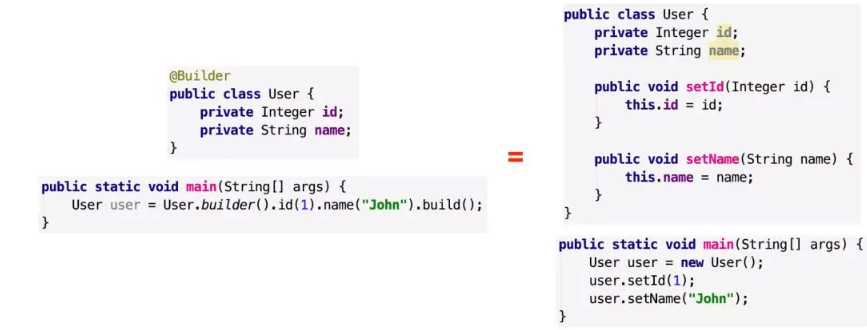 @Builder
public class User {
    private Integer id;
    private String name;
}
public static void main(String[] args) {
    User user = User.builder().id(1).name("John").build();
}
=
public class User {
    private Integer id;
    private String name;
    public void setId(Integer id) {
        this.id = id;
    }
    public void setName(String name) {
        this.name = name;
    }
}
public static void main(String[] args) {
    User user = new User();
    user.setId(1);
    user.setName("John");
}